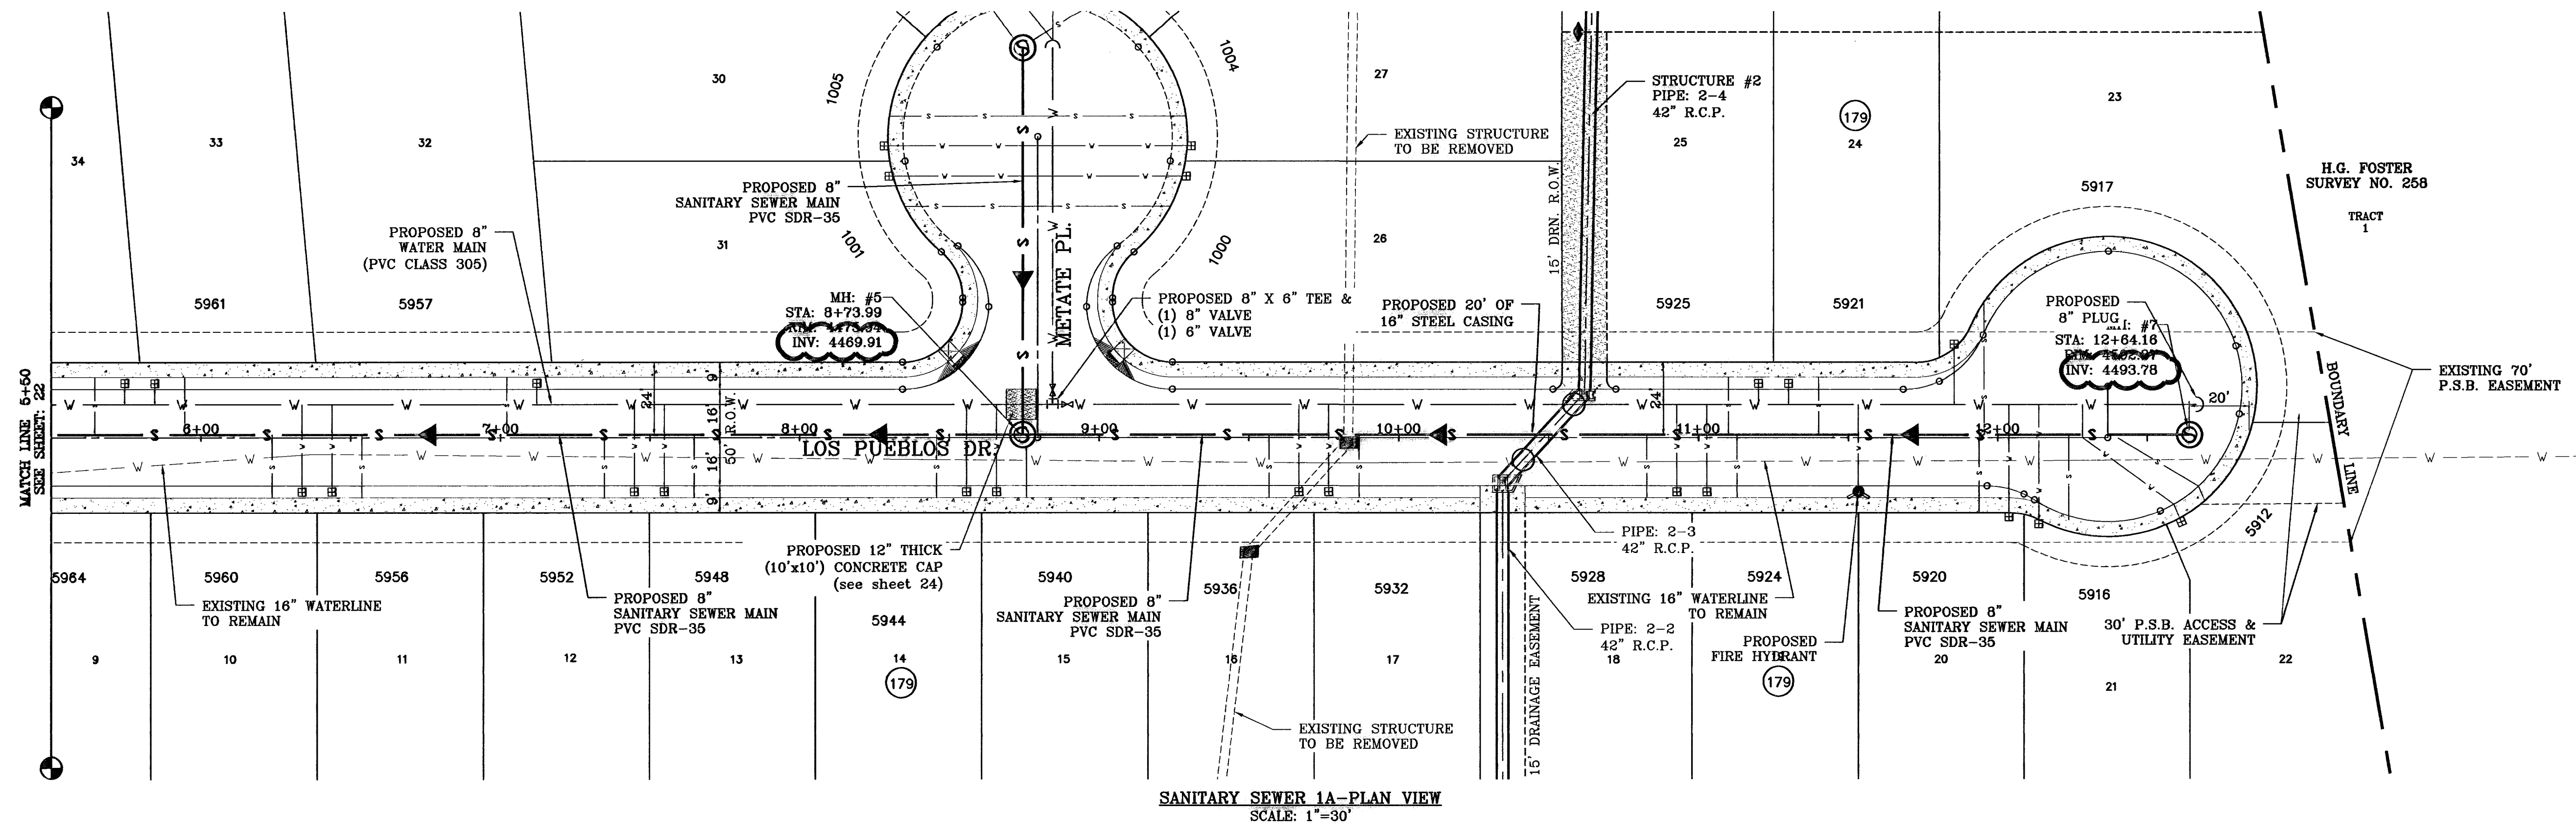 34
33
32
30
31
1005
1004
1001
1000
27
26
25
24
179
23
5917
H.G. FOSTER
SURVEY NO. 258
TRACT
1
STRUCTURE #2
PIPE: 2-4
42" R.C.P.
EXISTING STRUCTURE
TO BE REMOVED
15' DRN. R.O.W.
PROPOSED 8"
SANITARY SEWER MAIN
PVC SDR-35
PROPOSED 8"
WATER MAIN
(PVC CLASS 305)
METATE PL.
5961
5957
MH: #5
STA: 8+73.99
INV: 4469.91
PROPOSED 8" X 6" TEE &
(1) 8" VALVE
(1) 6" VALVE
PROPOSED 20' OF
16" STEEL CASING
5925
5921
PROPOSED
8" PLUG
#7
STA: 12+64.16
INV: 4493.78
20'
BOUNDARY
LINE
EXISTING 70'
P.S.B. EASEMENT
MATCH LINE 5+50
SEE SHEET: 22
6+00
7+00
8+00
9+00
10+00
11+00
12+00
24'
9'
16'
50' R.O.W.
16'
9'
24'
LOS PUEBLOS DR.
5964
5960
5956
5952
5948
5944
5940
5936
5932
5928
5924
5920
5916
5912
EXISTING 16" WATERLINE
TO REMAIN
PROPOSED 8"
SANITARY SEWER MAIN
PVC SDR-35
PROPOSED 12" THICK
(10'x10') CONCRETE CAP
(see sheet 24)
PROPOSED 8"
SANITARY SEWER MAIN
PVC SDR-35
PIPE: 2-3
42" R.C.P.
EXISTING 16" WATERLINE
TO REMAIN
PIPE: 2-2
42" R.C.P.
PROPOSED
FIRE HYDRANT
PROPOSED 8"
SANITARY SEWER MAIN
PVC SDR-35
30' P.S.B. ACCESS &
UTILITY EASEMENT
15' DRAINAGE EASEMENT
EXISTING STRUCTURE
TO BE REMOVED
9
10
11
12
13
14
15
16
17
18
20
21
22
179
179
SANITARY SEWER 1A-PLAN VIEW
SCALE: 1"=30'